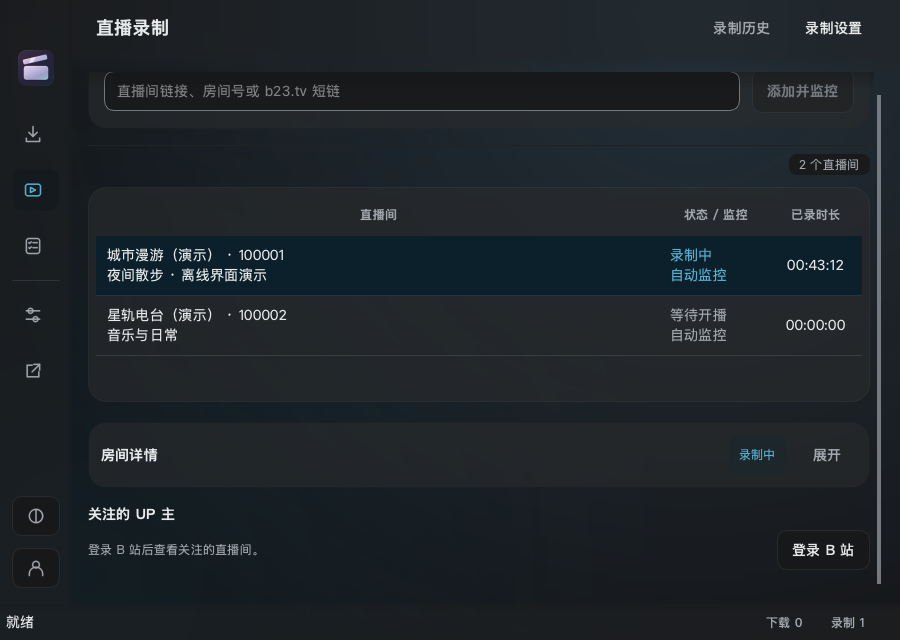 直播录制
录制历史
录制设置
直播间链接、房间号或 b23.tv 短链
添加并监控
2 个直播间
直播间
状态 / 监控
已录时长
城市漫游（演示） · 100001
夜间散步 · 离线界面演示
录制中
自动监控
00:43:12
星轨电台（演示） · 100002
音乐与日常
等待开播
自动监控
00:00:00
房间详情
录制中
展开
关注的 UP 主
登录 B 站后查看关注的直播间。
登录 B 站
就绪
下载 0
录制 1